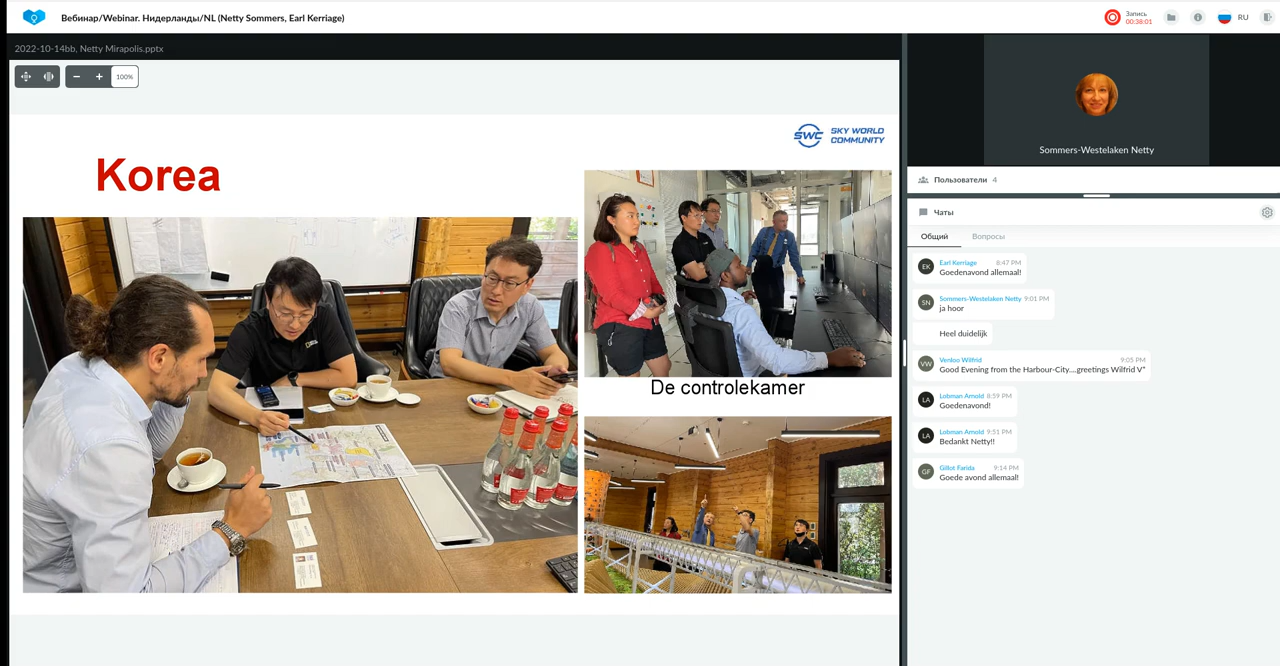 Вебинар/Webinar. Нидерланды/NL (Netty Sommers, Earl Kerriage)
Запись
00:38:01
RU
2022-10-14bb, Netty Mirapolis.pptx
100%
SWC
SKY WORLD
COMMUNITY
Korea
De controlekamer
Sommers-Westelaken Netty
Пользователи 4
Чаты
Общий
Вопросы
EK
Earl Kerriage 8:47 PM
Goedenavond allemaal!
SN
Sommers-Westelaken Netty 9:01 PM
ja hoor
Heel duidelijk
VW
Venloo Wilfrid 9:05 PM
Good Evening from the Harbour-City....greetings Wilfrid V"
LA
Lobman Arnold 8:59 PM
Goedenavond!
LA
Lobman Arnold 9:51 PM
Bedankt Netty!!
GF
Gillot Farida 9:14 PM
Goede avond allemaal!